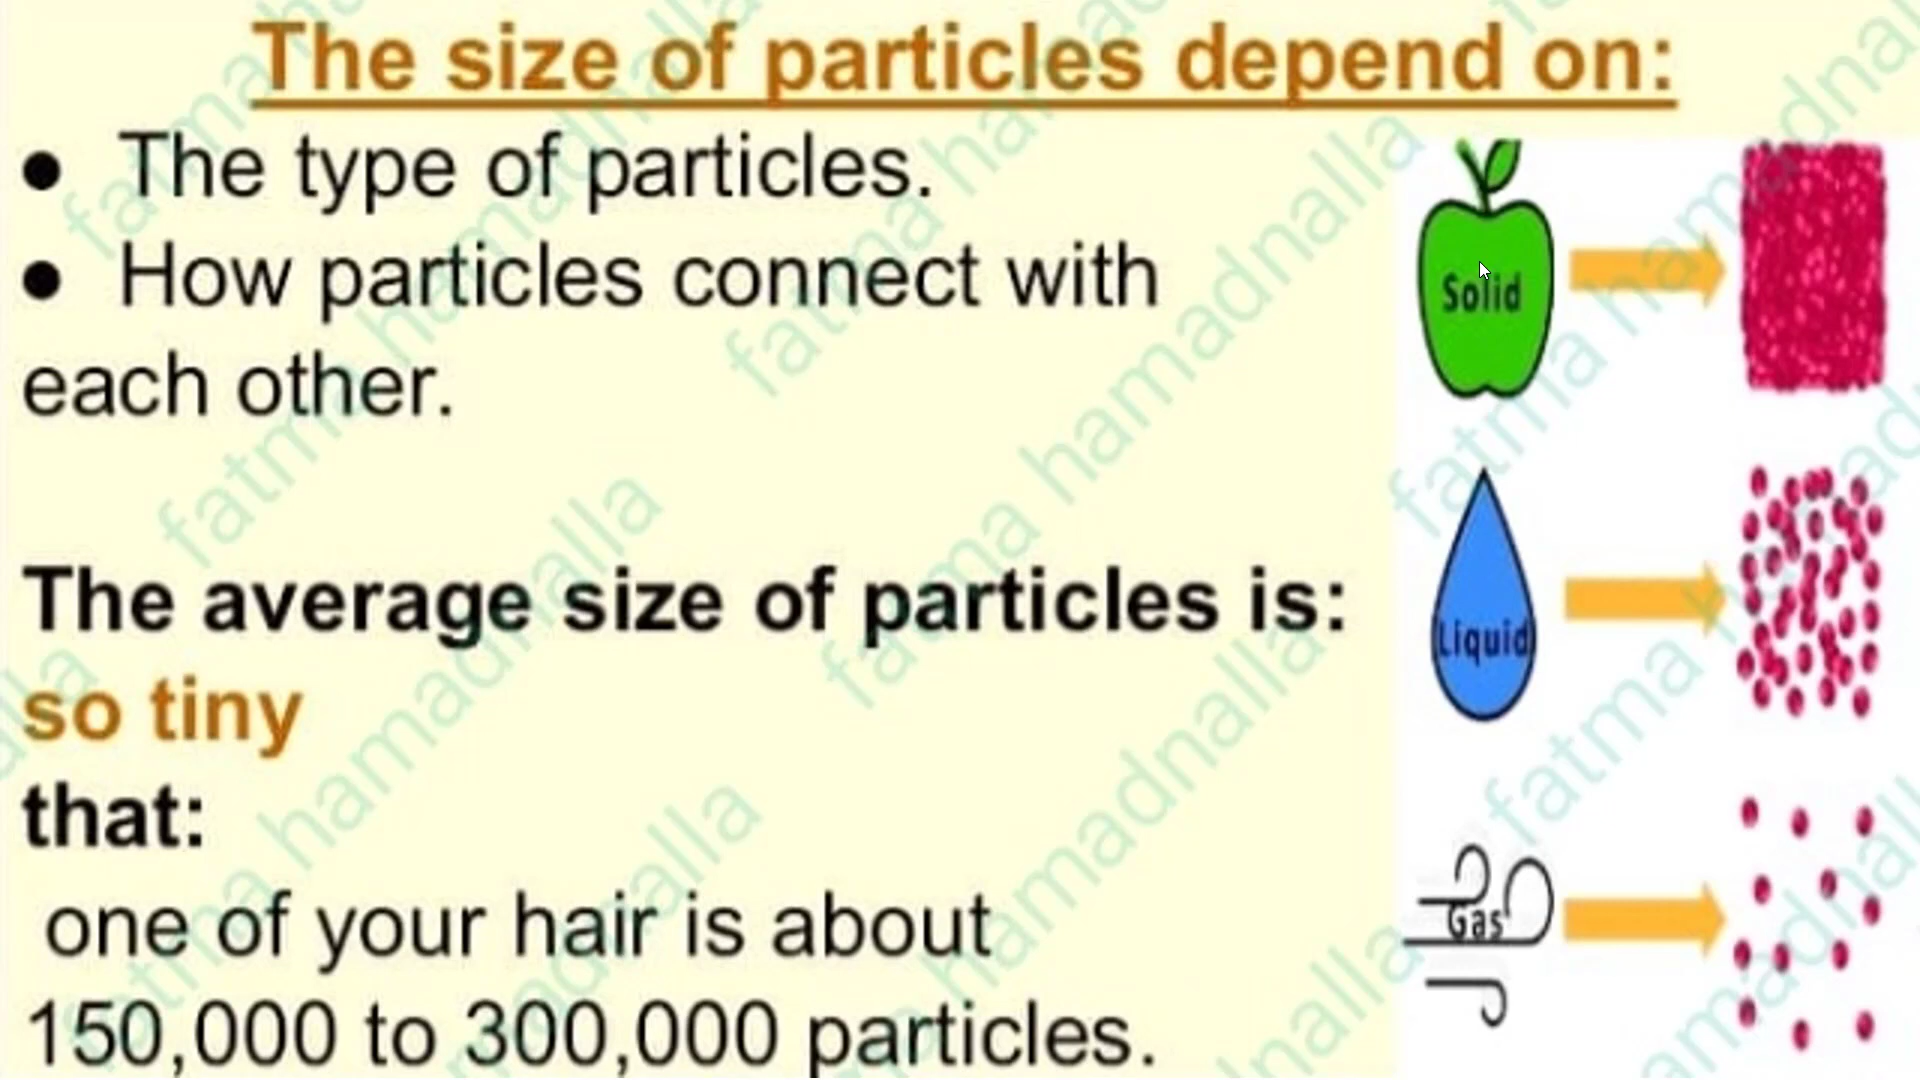 The size of particles depend on:
● The type of particles.
● How particles connect with
each other.
The average size of particles is:
so tiny
that:
one of your hair is about
150,000 to 300,000 particles.
Solid
Liquid
Gas
fatma hamadnalla